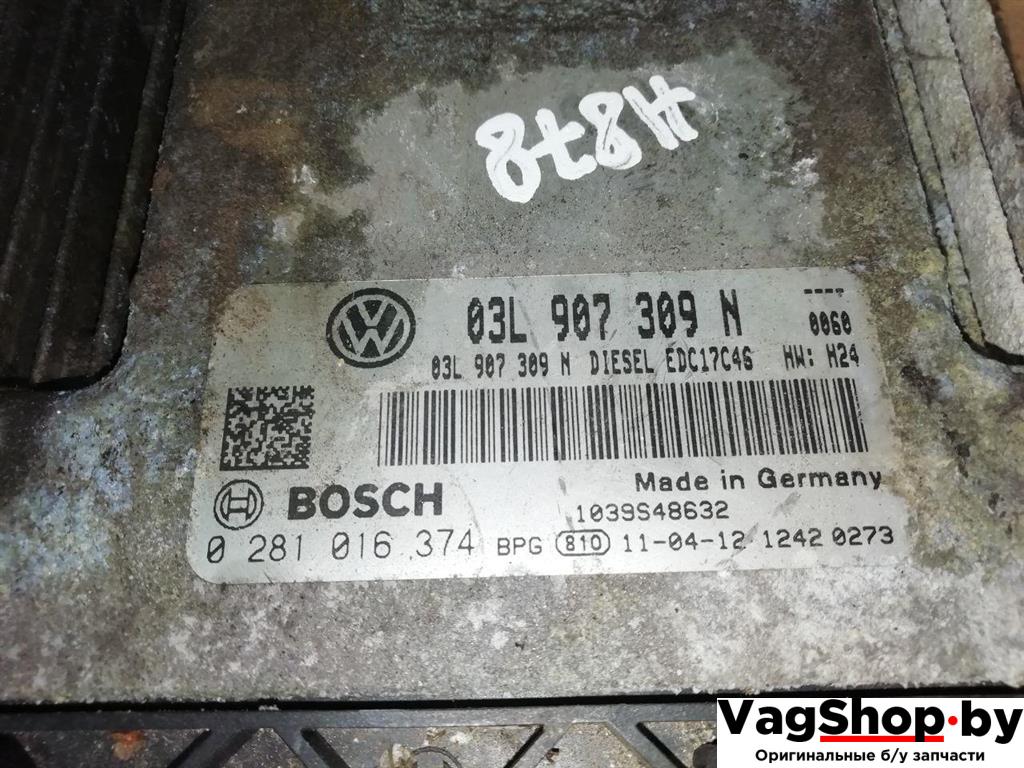 H878
03L 907 309 N
----
0060
03L 907 309 N DIESEL EDC17C46 HW: H24
Made in Germany
BOSCH
1039S48632
0 281 016 374 BPG 810 11-04-12 1242 0273
VagShop.by
Оригинальные б/у запчасти